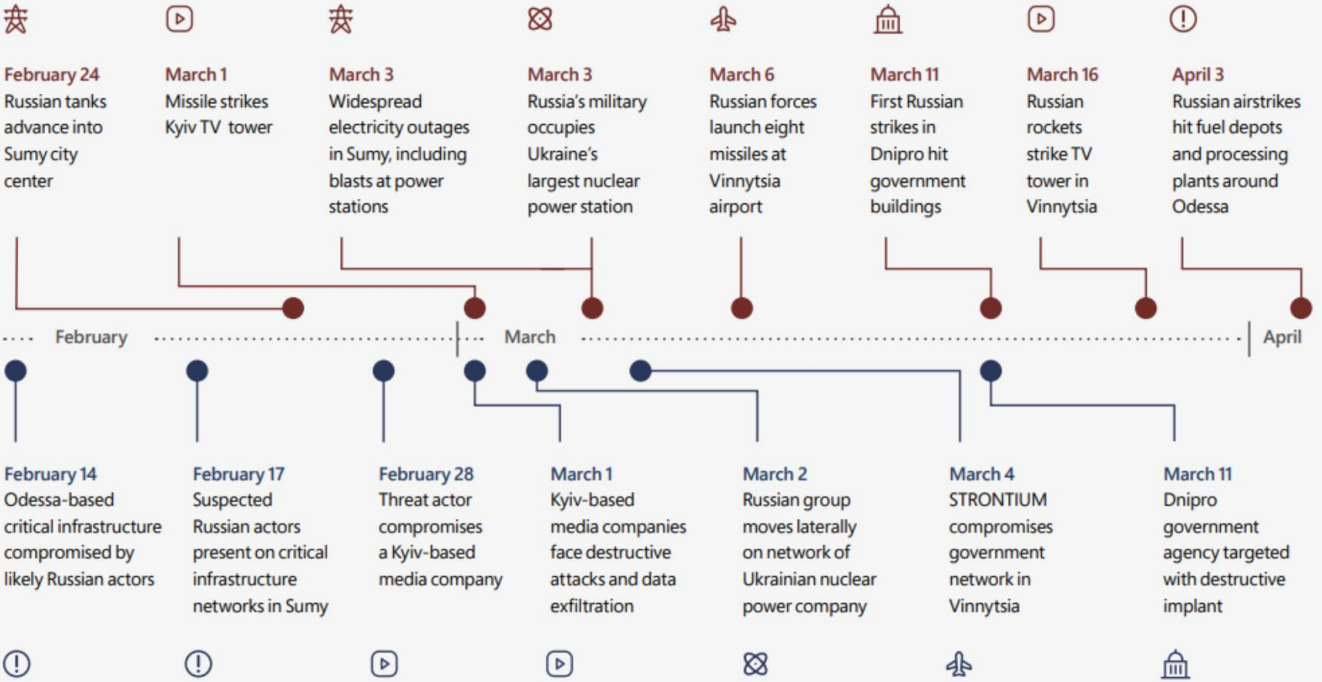 February 24
Russian tanks
advance into
Sumy city
center
March 1
Missile strikes
Kyiv TV tower
March 3
Widespread
electricity outages
in Sumy, including
blasts at power
stations
March 3
Russia's military
occupies
Ukraine's
largest nuclear
power station
March 6
Russian forces
launch eight
missiles at
Vinnytsia
airport
March 11
First Russian
strikes in
Dnipro hit
government
buildings
March 16
Russian
rockets
strike TV
tower in
Vinnytsia
April 3
Russian airstrikes
hit fuel depots
and processing
plants around
Odessa
February
March
April
February 14
Odessa-based
critical infrastructure
compromised by
likely Russian actors
February 17
Suspected
Russian actors
present on critical
infrastructure
networks in Sumy
February 28
Threat actor
compromises
a Kyiv-based
media company
March 1
Kyiv-based
media companies
face destructive
attacks and data
exfiltration
March 2
Russian group
moves laterally
on network of
Ukrainian nuclear
power company
March 4
STRONTIUM
compromises
government
network in
Vinnytsia
March 11
Dnipro
government
agency targeted
with destructive
implant